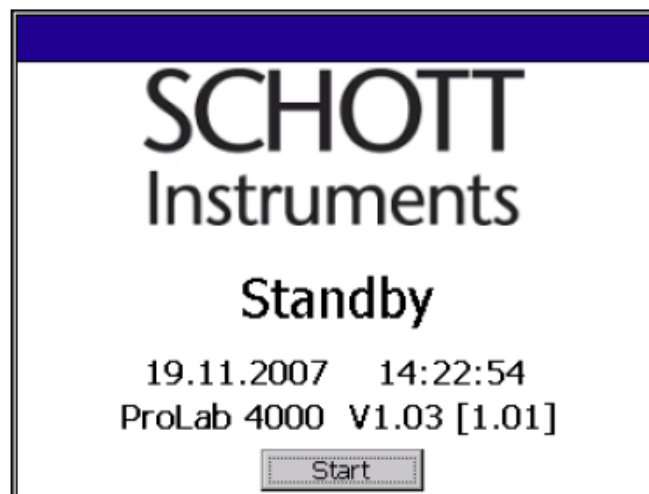 SCHOTT
Instruments
Standby
19.11.2007 14:22:54
ProLab 4000 V1.03 [1.01]
Start